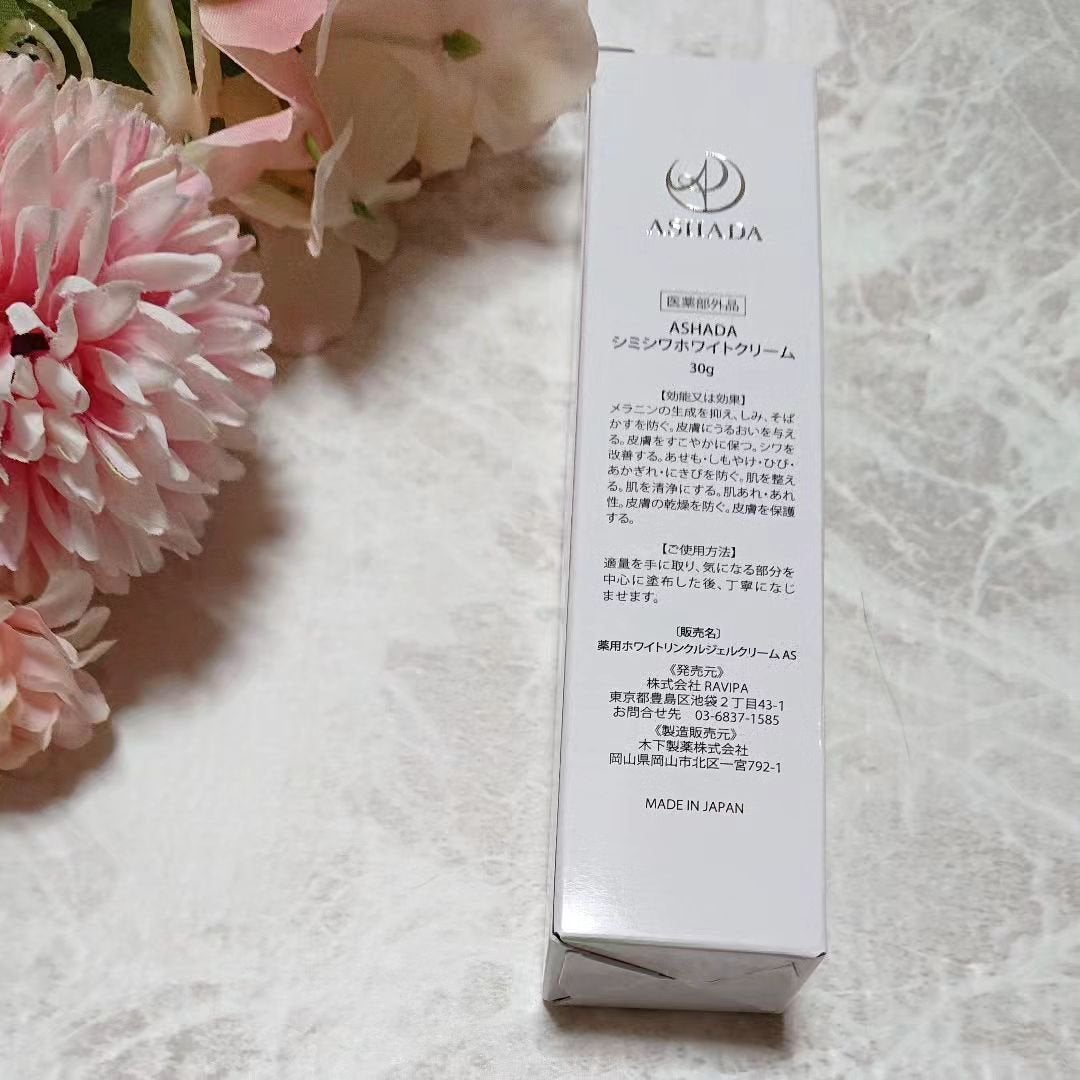 ASHADA
医薬部外品
ASHADA
シミシワホワイトクリーム
30g
【効能又は効果】
メラニンの生成を抑え、しみ、そば
かすを防ぐ。皮膚にうるおいを与え
る。皮膚をすこやかに保つ。シワを
改善する。あせも・しもやけ・ひび・
あかぎれ・にきびを防ぐ。肌を整え
る。肌を清浄にする。肌あれ・あれ
性。皮膚の乾燥を防ぐ。皮膚を保護
する。
【ご使用方法】
適量を手に取り、気になる部分を
中心に塗布した後、丁寧になじ
ませます。
〔販売名〕
薬用ホワイトリンクルジェルクリーム AS
《発売元》
株式会社 RAVIPA
東京都豊島区池袋2丁目43-1
お問合せ先 03-6837-1585
《製造販売元》
木下製薬株式会社
岡山県岡山市北区一宮792-1
MADE IN JAPAN